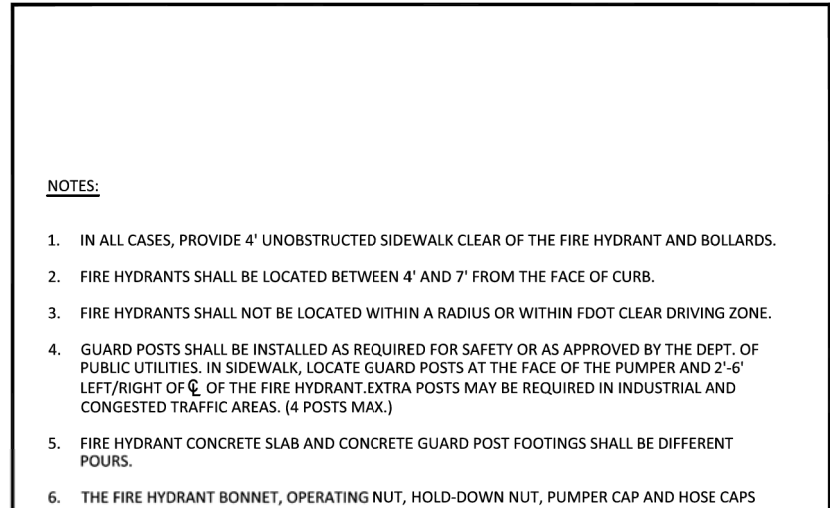 NOTES:
1. IN ALL CASES, PROVIDE 4' UNOBSTRUCTED SIDEWALK CLEAR OF THE FIRE HYDRANT AND BOLLARDS.
2. FIRE HYDRANTS SHALL BE LOCATED BETWEEN 4' AND 7' FROM THE FACE OF CURB.
3. FIRE HYDRANTS SHALL NOT BE LOCATED WITHIN A RADIUS OR WITHIN FDOT CLEAR DRIVING ZONE.
4. GUARD POSTS SHALL BE INSTALLED AS REQUIRED FOR SAFETY OR AS APPROVED BY THE DEPT. OF
PUBLIC UTILITIES. IN SIDEWALK, LOCATE GUARD POSTS AT THE FACE OF THE PUMPER AND 2'-6'
LEFT/RIGHT OF ℄ OF THE FIRE HYDRANT.EXTRA POSTS MAY BE REQUIRED IN INDUSTRIAL AND
CONGESTED TRAFFIC AREAS. (4 POSTS MAX.)
5. FIRE HYDRANT CONCRETE SLAB AND CONCRETE GUARD POST FOOTINGS SHALL BE DIFFERENT
POURS.
6. THE FIRE HYDRANT BONNET, OPERATING NUT, HOLD-DOWN NUT, PUMPER CAP AND HOSE CAPS